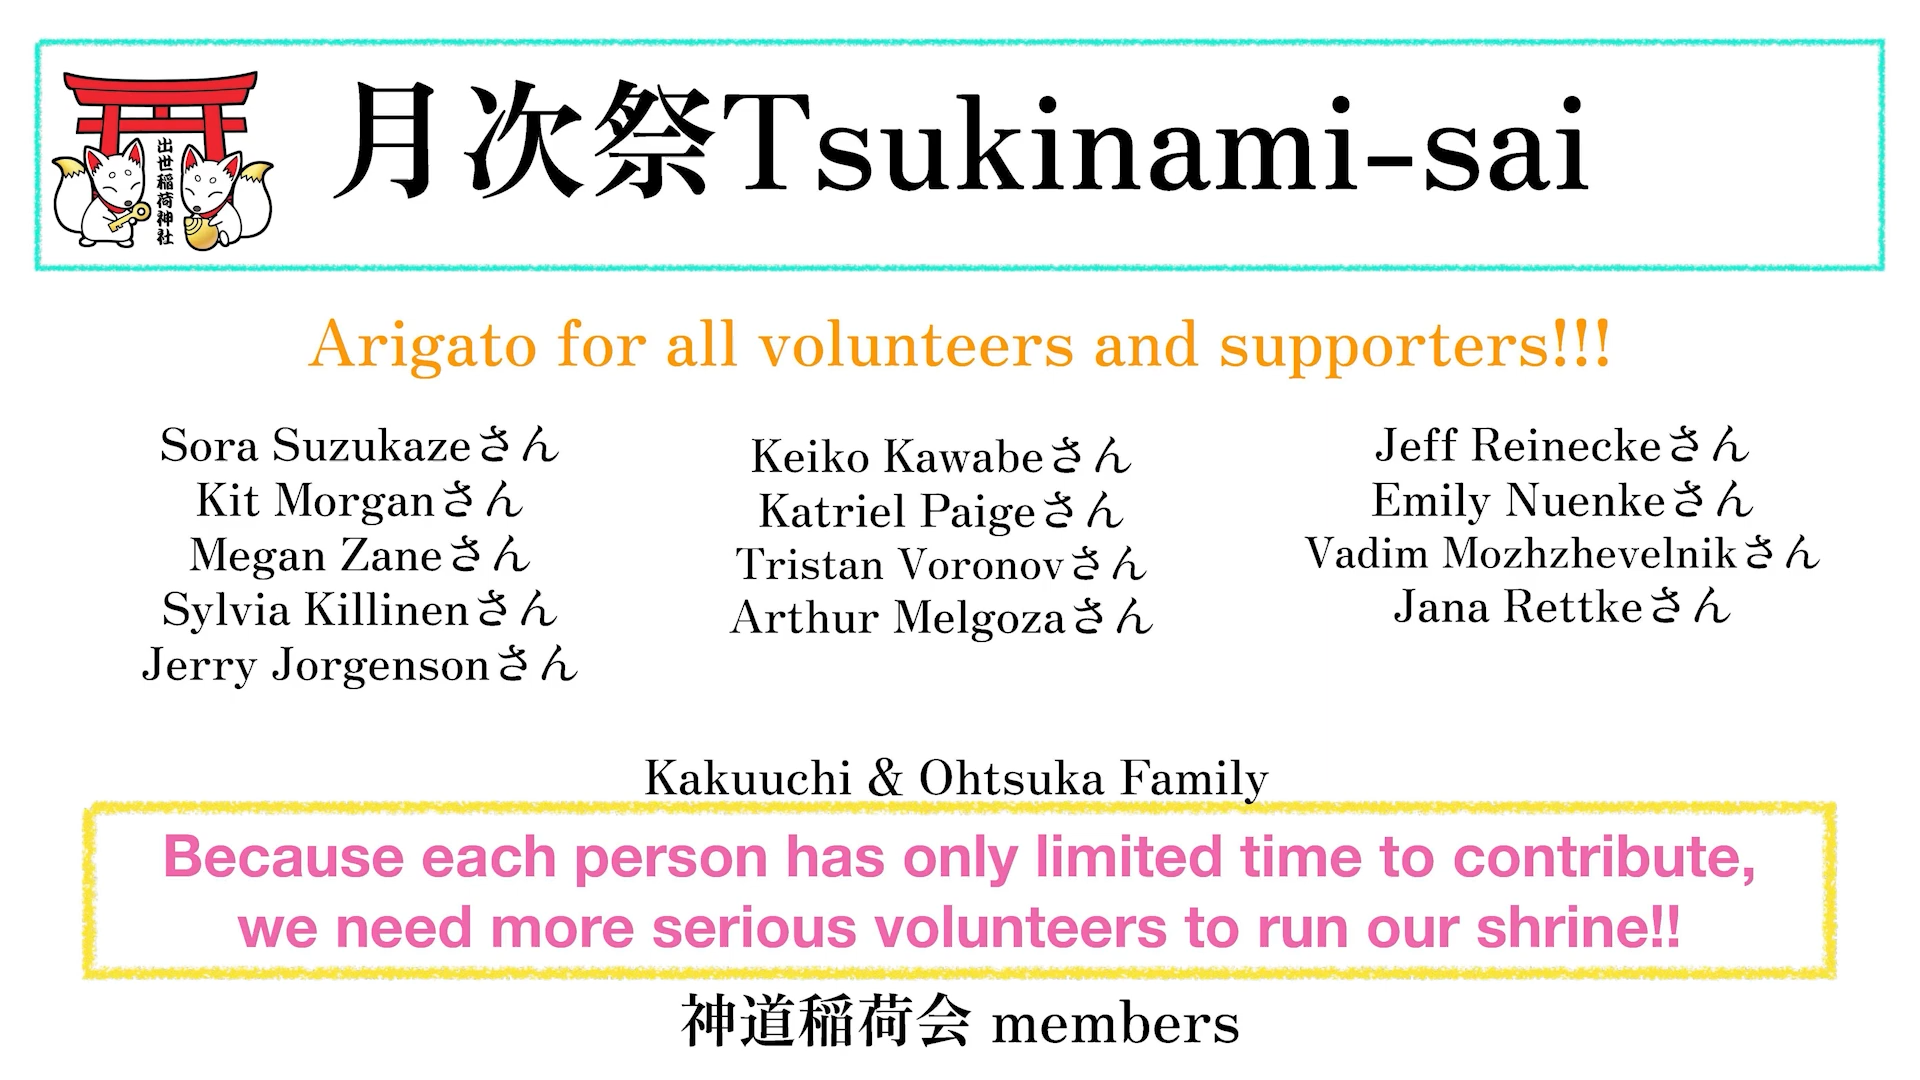 出世稲荷神社
月次祭Tsukinami-sai
Arigato for all volunteers and supporters!!!
Sora Suzukazeさん
Kit Morganさん
Megan Zaneさん
Sylvia Killinenさん
Jerry Jorgensonさん
Keiko Kawabeさん
Katriel Paigeさん
Tristan Voronovさん
Arthur Melgozaさん
Jeff Reineckeさん
Emily Nuenkeさん
Vadim Mozhzhevelnikさん
Jana Rettkeさん
Kakuuchi & Ohtsuka Family
Because each person has only limited time to contribute,
we need more serious volunteers to run our shrine!!
神道稲荷会 members